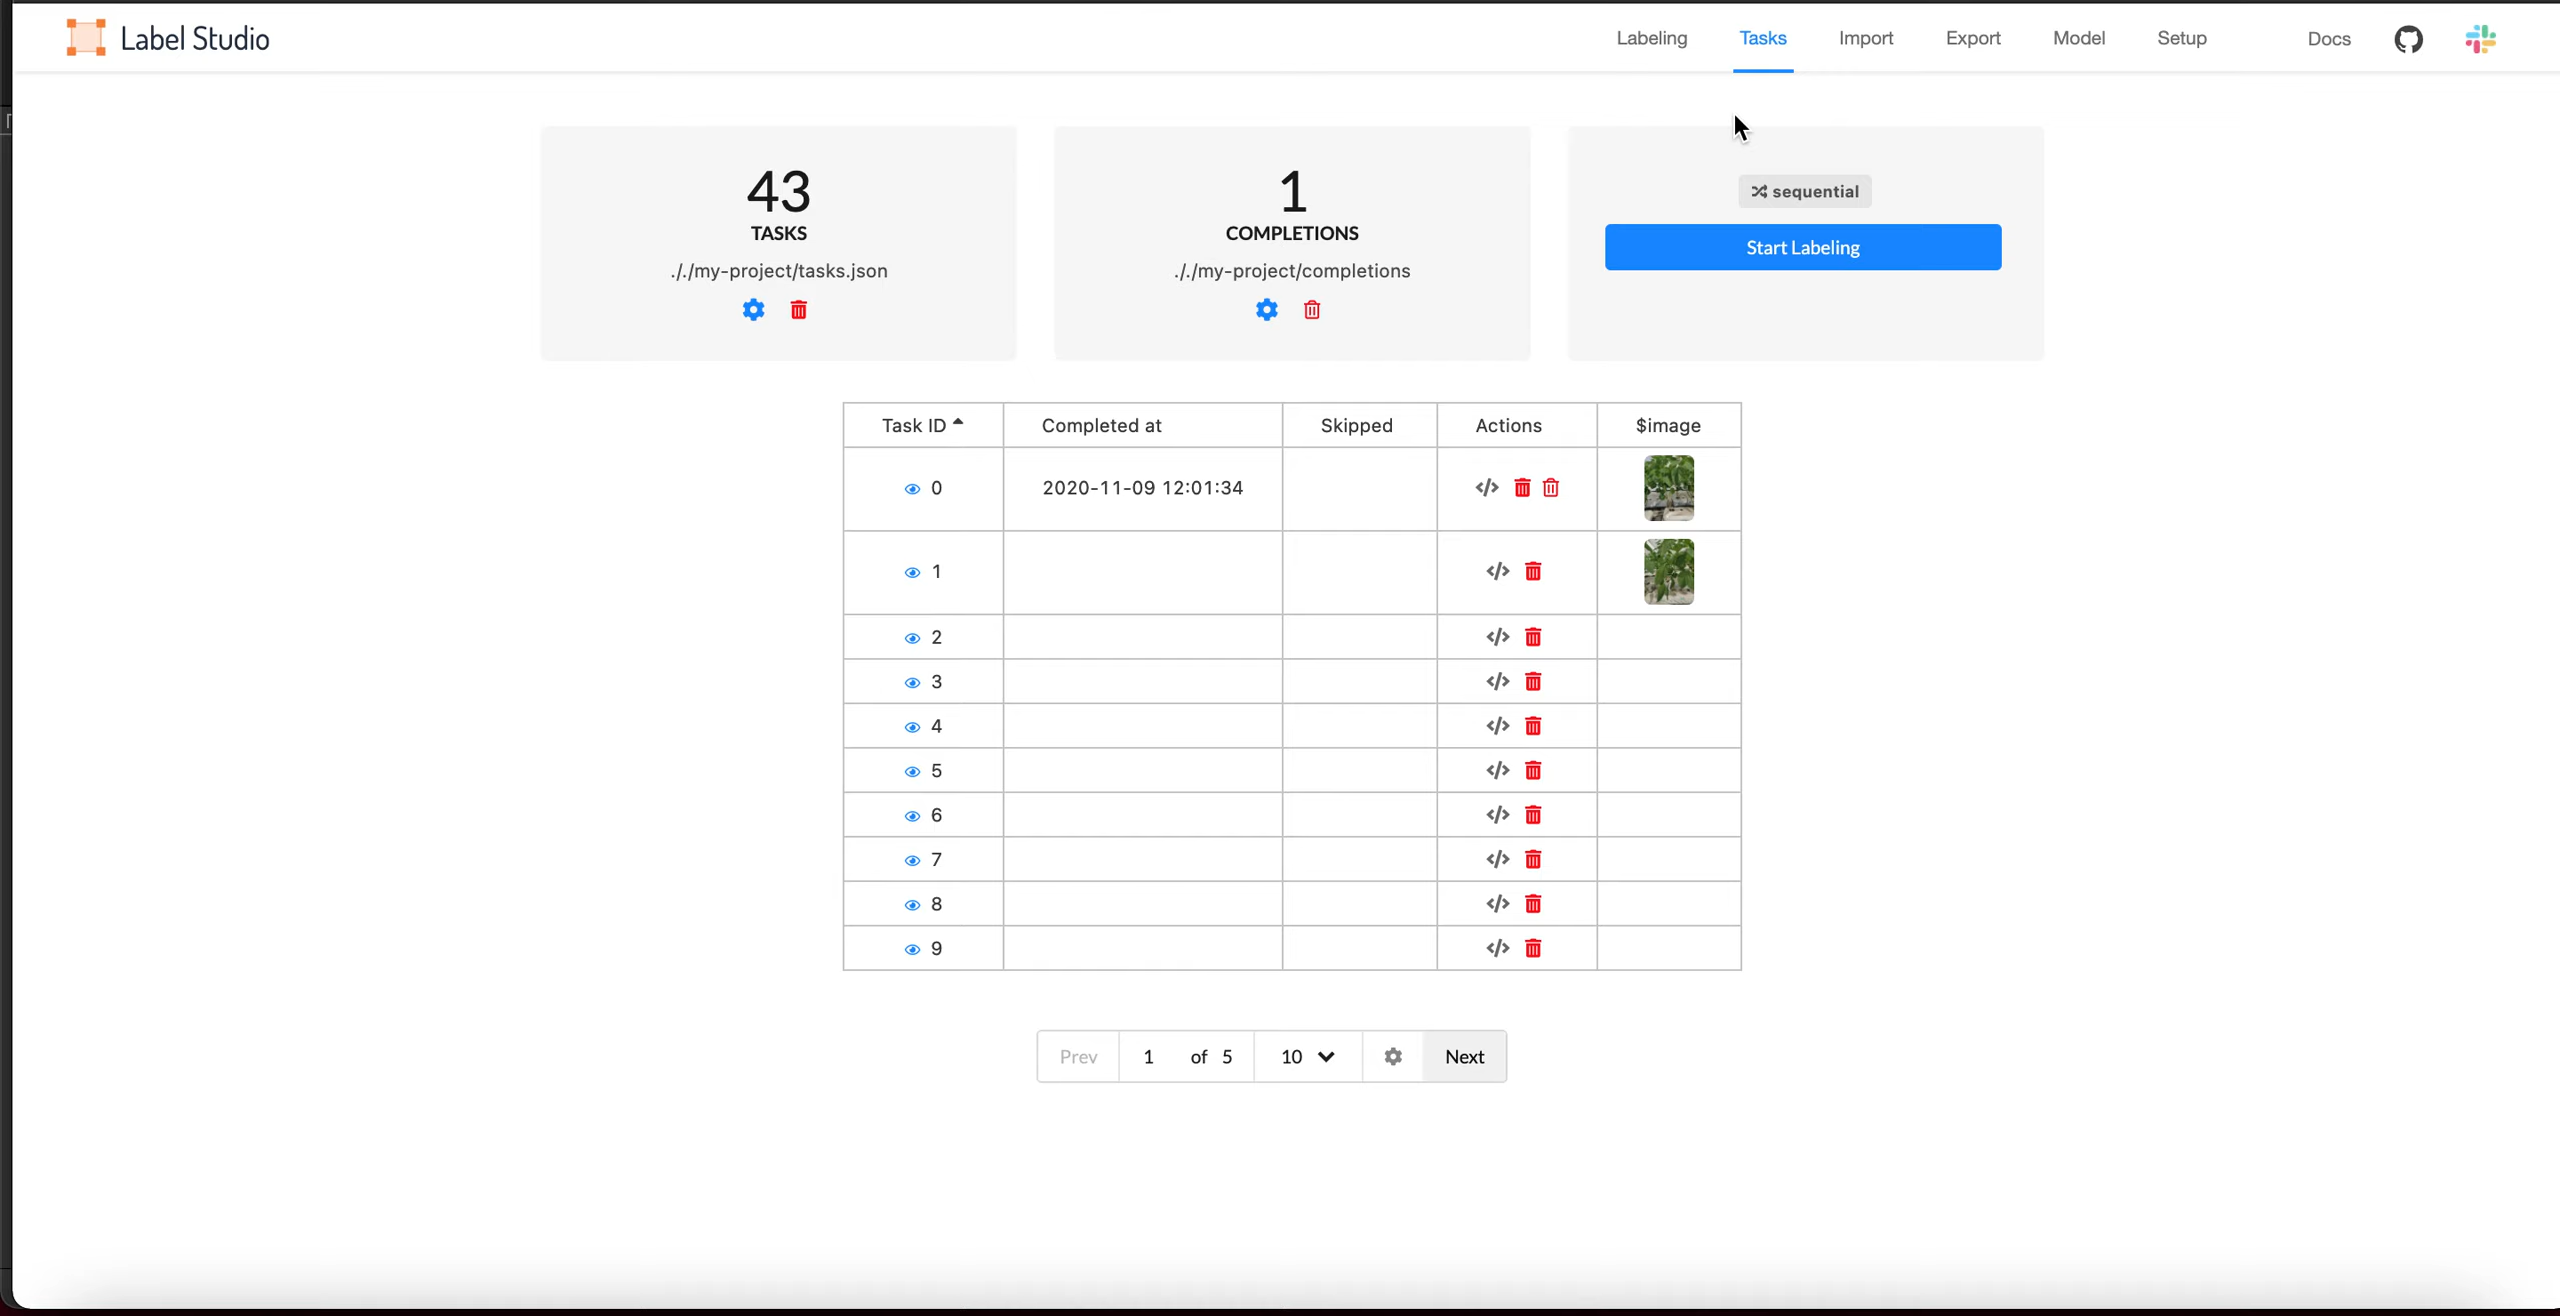 Label Studio
Labeling Tasks Import Export Model Setup Docs
43
TASKS
././my-project/tasks.json
1
COMPLETIONS
././my-project/completions
sequential
Start Labeling
Task ID Completed at Skipped Actions $image
0 2020-11-09 12:01:34 </>
1 </>
2 </>
3 </>
4 </>
5 </>
6 </>
7 </>
8 </>
9 </>
Prev 1 of 5 10 Next